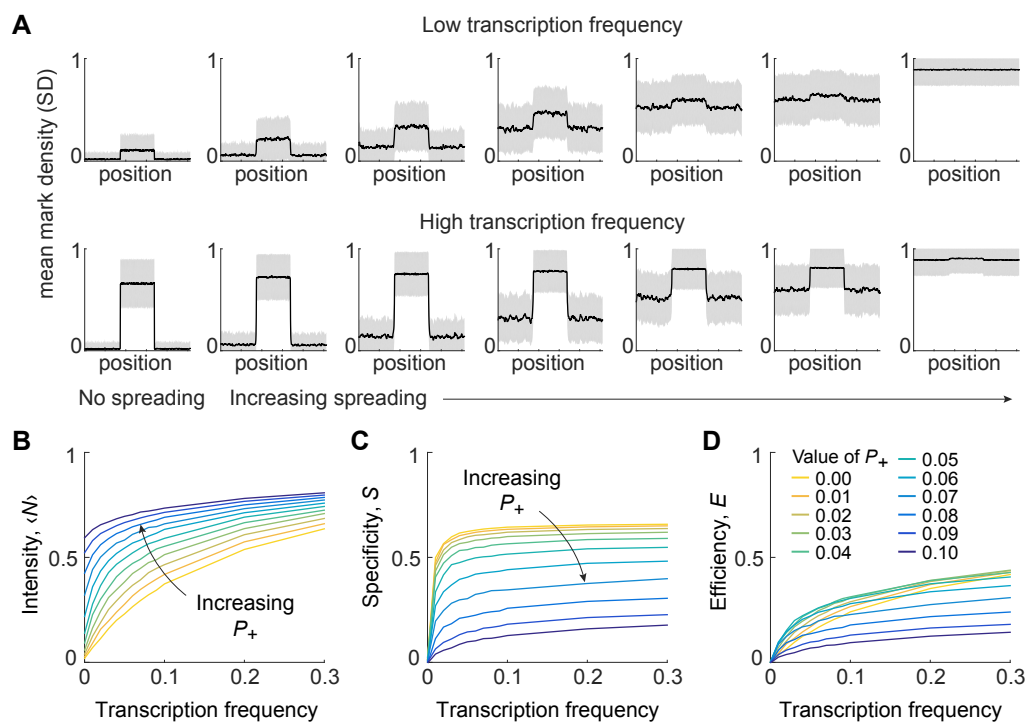 A
Low transcription frequency
mean mark density (SD)
1 1 1 1 1 1 1
0 0 0 0 0 0 0
position position position position position position position
High transcription frequency
1 1 1 1 1 1 1
0 0 0 0 0 0 0
position position position position position position position
No spreading Increasing spreading
B
Intensity, ‹N›
1
0.5
0
Increasing
P+
0 0.1 0.2 0.3
Transcription frequency
C
Specificity, S
1
0.5
0
Increasing
P+
0 0.1 0.2 0.3
Transcription frequency
D
Efficiency, E
1
0.5
0
Value of P+
0.00
0.01
0.02
0.03
0.04
0.05
0.06
0.07
0.08
0.09
0.10
0 0.1 0.2 0.3
Transcription frequency